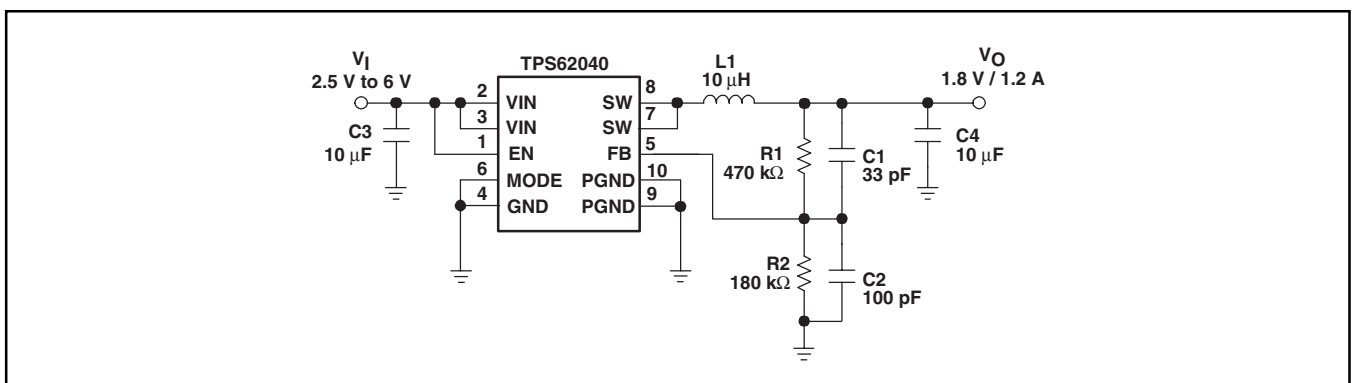 V_I
2.5 V to 6 V
C3
10 μF
TPS62040
2 VIN
3 VIN
1 EN
6 MODE
4 GND
SW 8
SW 7
FB 5
PGND 10
PGND 9
L1
10 μH
R1
470 kΩ
C1
33 pF
R2
180 kΩ
C2
100 pF
V_O
1.8 V / 1.2 A
C4
10 μF